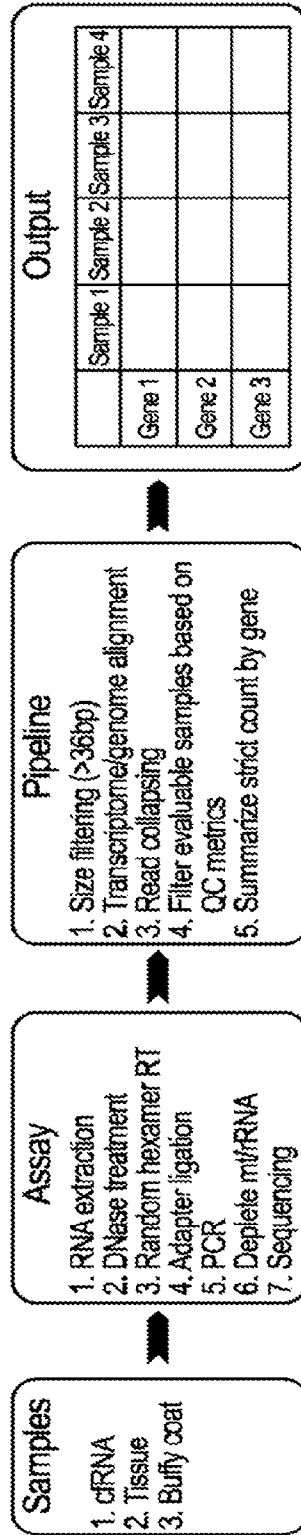 Samples
1. cfRNA
2. Tissue
3. Buffy coat
Assay
1. RNA extraction
2. DNase treatment
3. Random hexamer RT
4. Adapter ligation
5. PCR
6. Deplete mt/rRNA
7. Sequencing
Pipeline
1. Size filtering (>36bp)
2. Transcriptome/genome alignment
3. Read collapsing
4. Filter evaluable samples based on
QC metrics
5. Summarize strict count by gene
Output
Sample 1 Sample 2 Sample 3 Sample 4
Gene 1
Gene 2
Gene 3